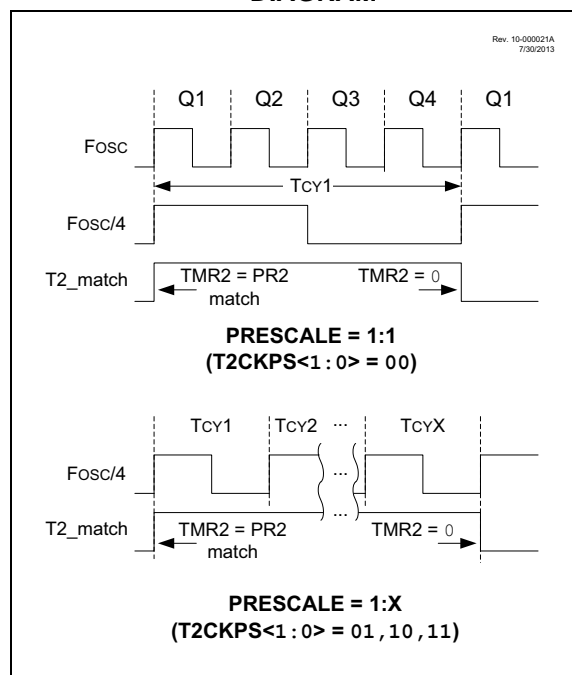 Rev. 10-000021A
7/30/2013
Q1 Q2 Q3 Q4 Q1
FOSC
TCY1
FOSC/4
T2_match
TMR2 = PR2
match
TMR2 = 0
PRESCALE = 1:1
(T2CKPS<1:0> = 00)
TCY1 TCY2 ... TCYX
FOSC/4
...
T2_match
...
TMR2 = PR2
match
TMR2 = 0
PRESCALE = 1:X
(T2CKPS<1:0> = 01,10,11)